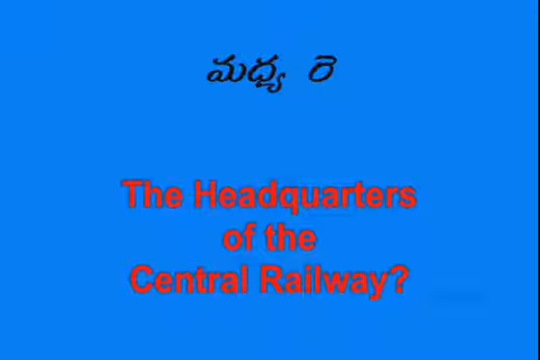 మధ్య రె
The Headquarters
of the
Central Railway?